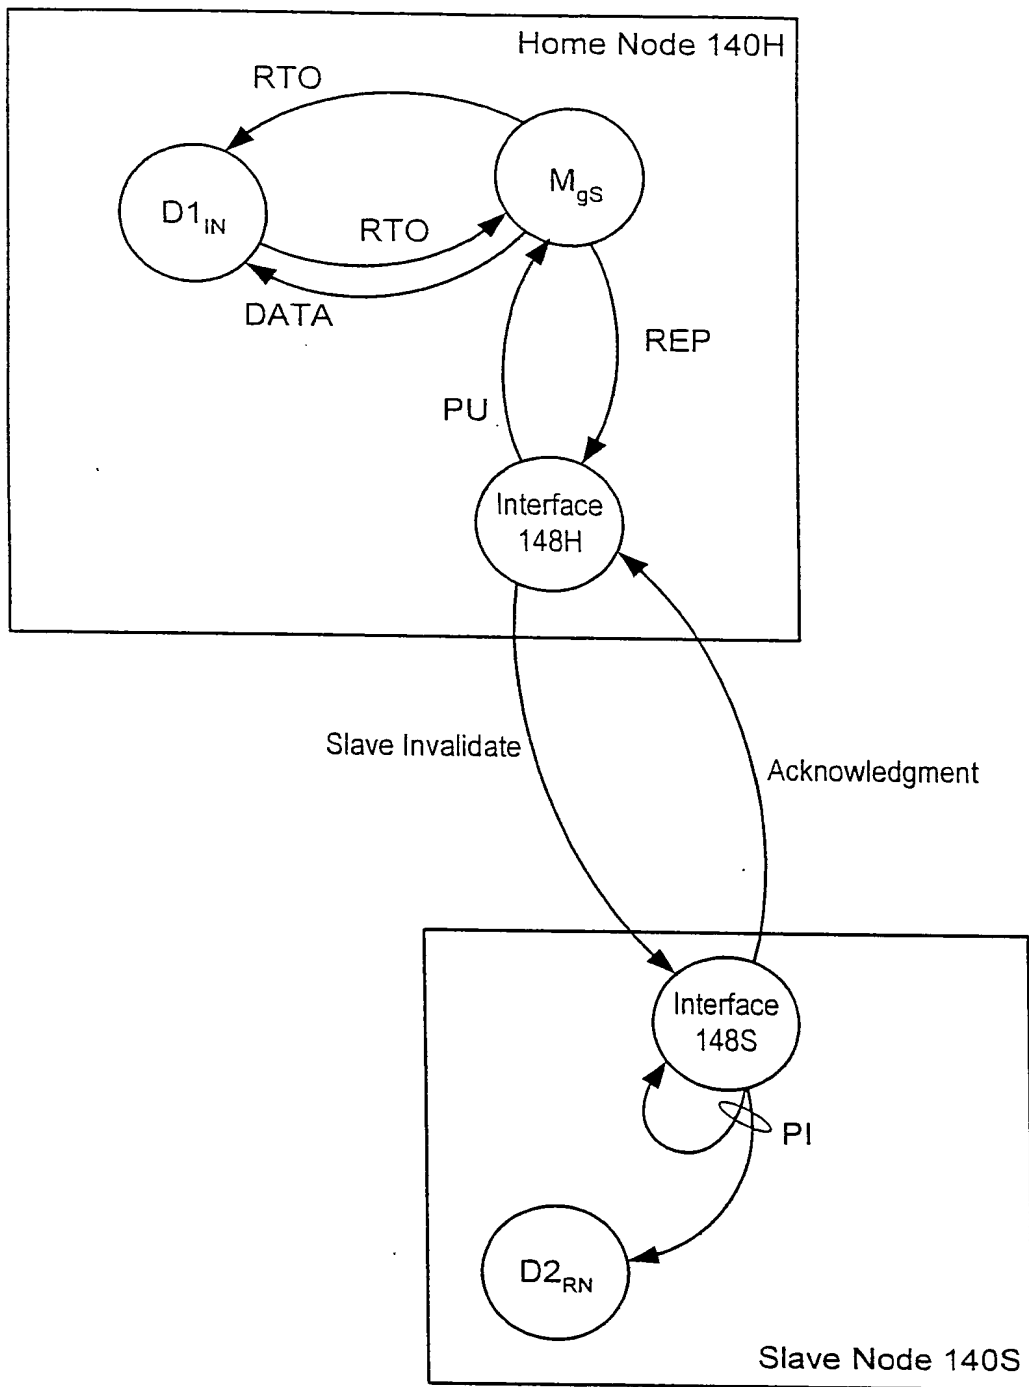 Home Node 140H
RTO
M_gS
D1_IN
RTO
DATA
REP
PU
Interface
148H
Slave Invalidate
Acknowledgment
Interface
148S
PI
D2_RN
Slave Node 140S